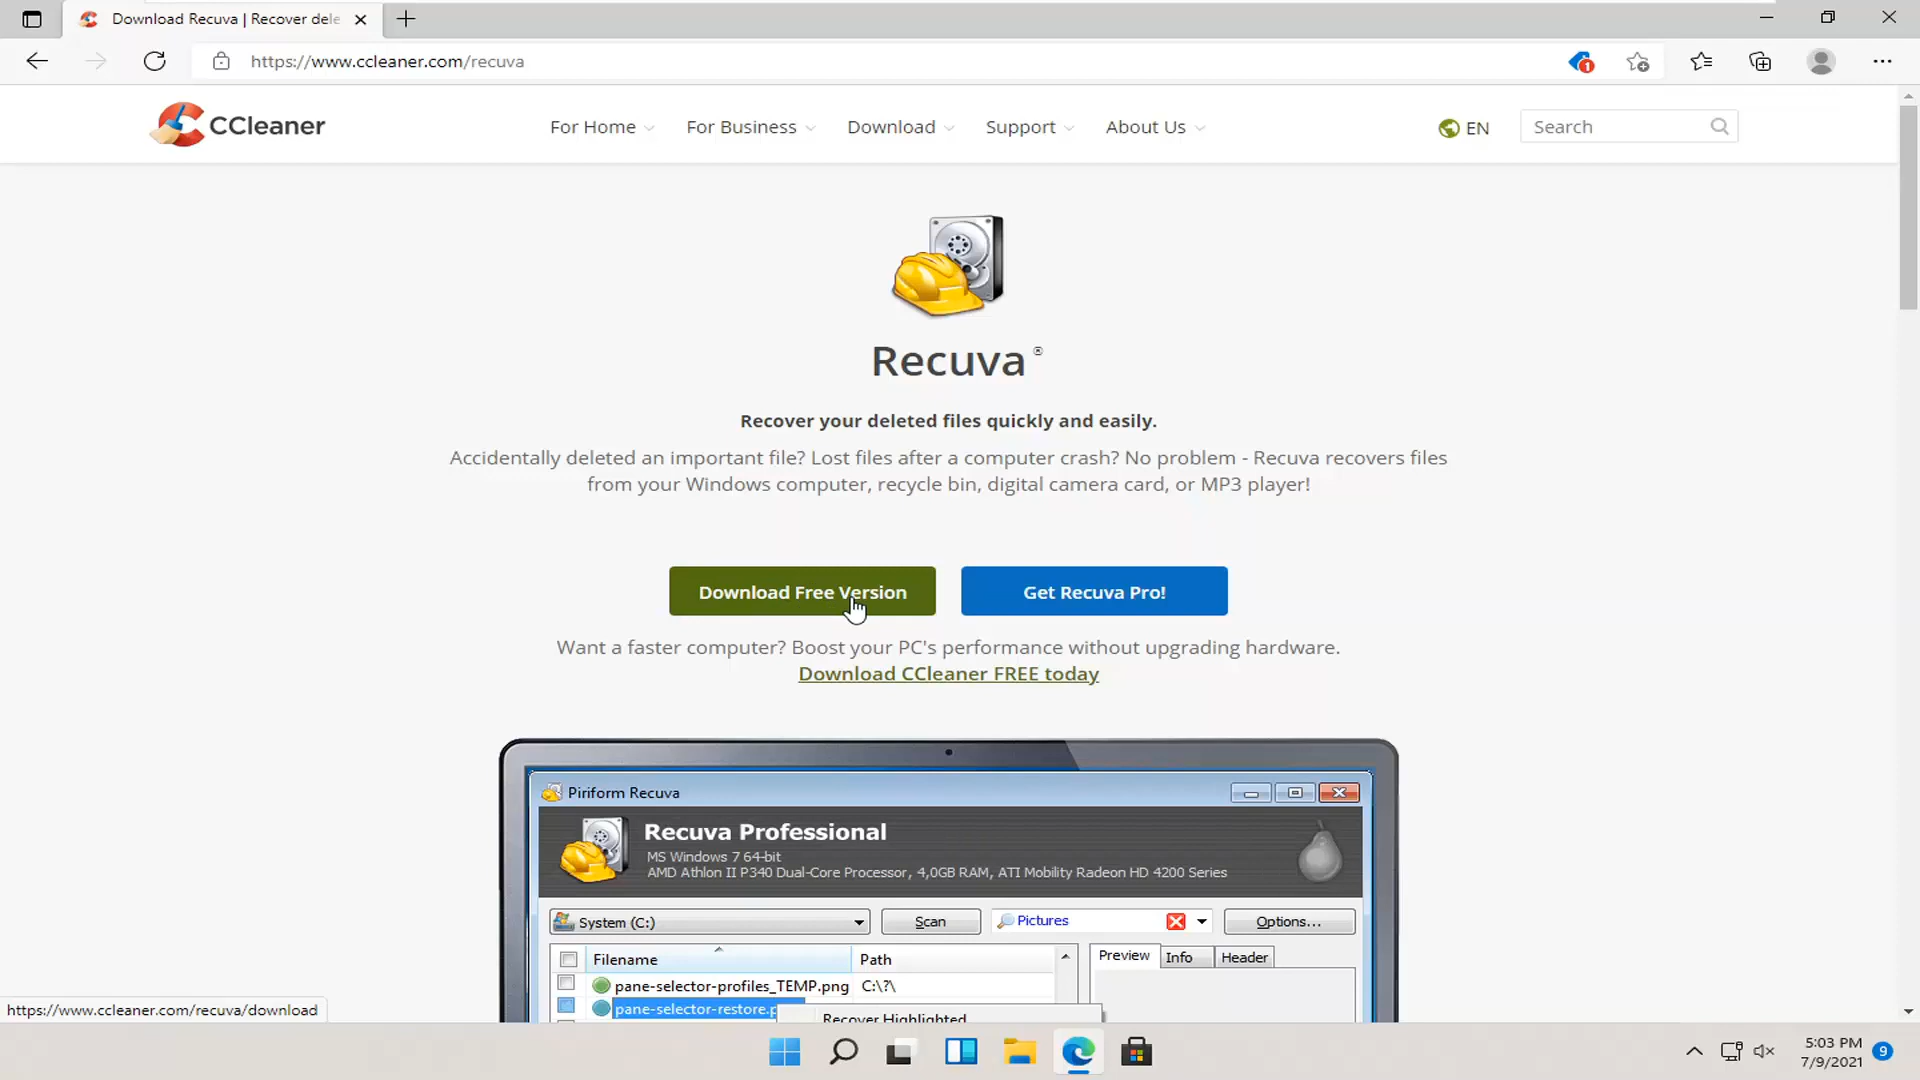 Download Recuva | Recover dele
https://www.ccleaner.com/recuva
1
CCleaner
For Home
For Business
Download
Support
About Us
EN
Search
Recuva®
Recover your deleted files quickly and easily.
Accidentally deleted an important file? Lost files after a computer crash? No problem - Recuva recovers files
from your Windows computer, recycle bin, digital camera card, or MP3 player!
Download Free Version
Get Recuva Pro!
Want a faster computer? Boost your PC's performance without upgrading hardware.
Download CCleaner FREE today
Piriform Recuva
Recuva Professional
MS Windows 7 64-bit
AMD Athlon II P340 Dual-Core Processor, 4,0GB RAM, ATI Mobility Radeon HD 4200 Series
System (C:)
Scan
Pictures
Options...
Filename
Path
Preview
Info
Header
pane-selector-profiles_TEMP.png C:\?\
pane-selector-restore.p
Recover Highlighted
https://www.ccleaner.com/recuva/download
5:03 PM
7/9/2021
9